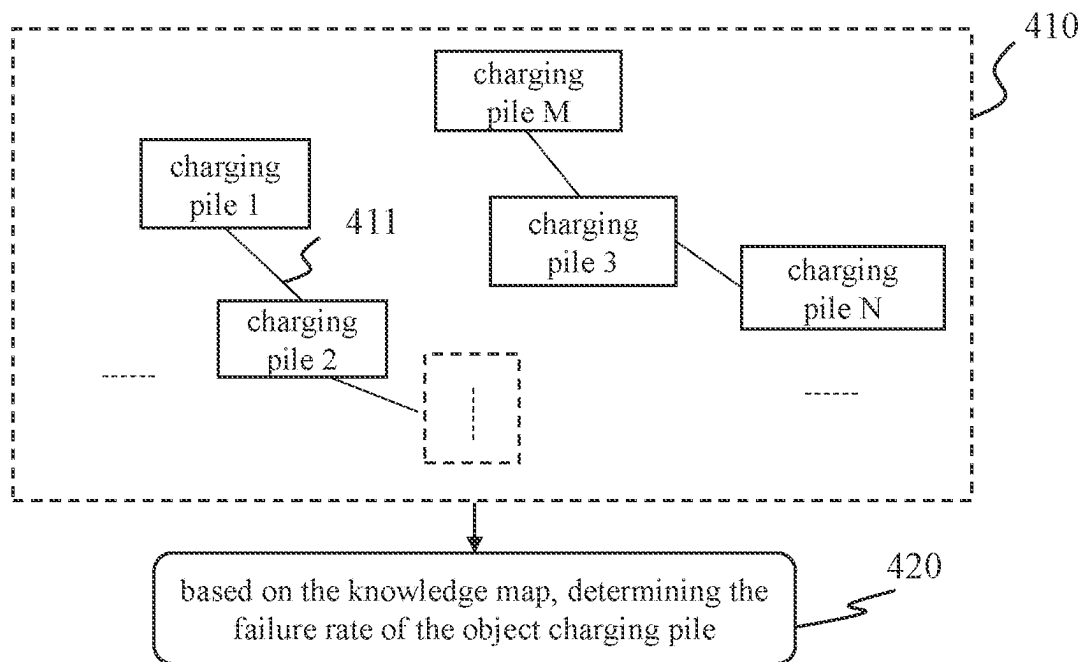 410
charging
pile M
charging
pile 1
411
charging
pile 3
charging
pile N
charging
pile 2
based on the knowledge map, determining the
failure rate of the object charging pile
420